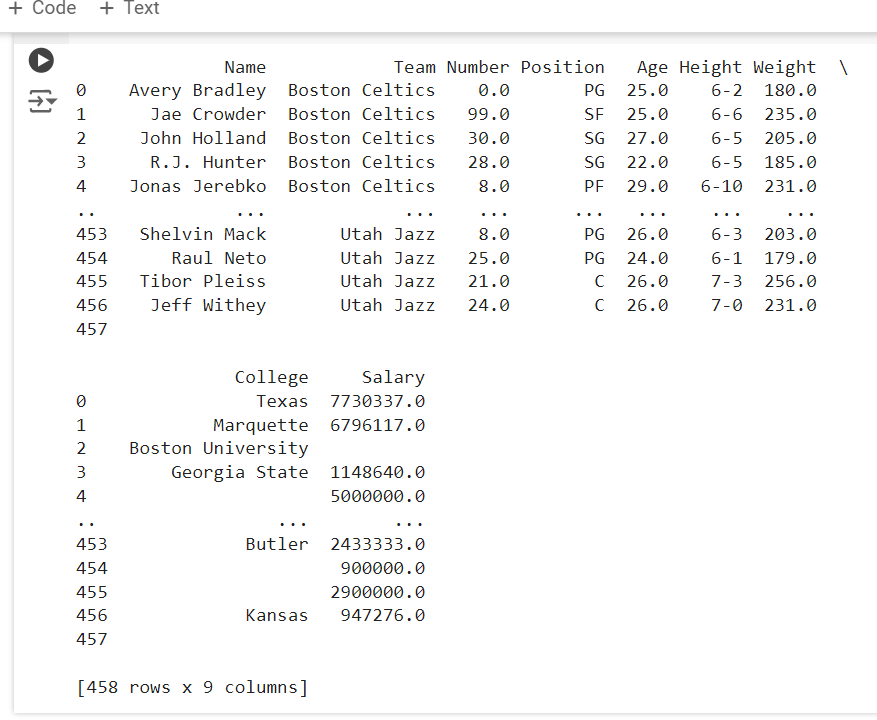 + Code + Text
Name Team Number Position Age Height Weight \
0 Avery Bradley Boston Celtics 0.0 PG 25.0 6-2 180.0
1 Jae Crowder Boston Celtics 99.0 SF 25.0 6-6 235.0
2 John Holland Boston Celtics 30.0 SG 27.0 6-5 205.0
3 R.J. Hunter Boston Celtics 28.0 SG 22.0 6-5 185.0
4 Jonas Jerebko Boston Celtics 8.0 PF 29.0 6-10 231.0
.. ... ... ... ... ... ... ...
453 Shelvin Mack Utah Jazz 8.0 PG 26.0 6-3 203.0
454 Raul Neto Utah Jazz 25.0 PG 24.0 6-1 179.0
455 Tibor Pleiss Utah Jazz 21.0 C 26.0 7-3 256.0
456 Jeff Withey Utah Jazz 24.0 C 26.0 7-0 231.0
457
College Salary
0 Texas 7730337.0
1 Marquette 6796117.0
2 Boston University
3 Georgia State 1148640.0
4 5000000.0
.. ... ...
453 Butler 2433333.0
454 900000.0
455 2900000.0
456 Kansas 947276.0
457
[458 rows x 9 columns]